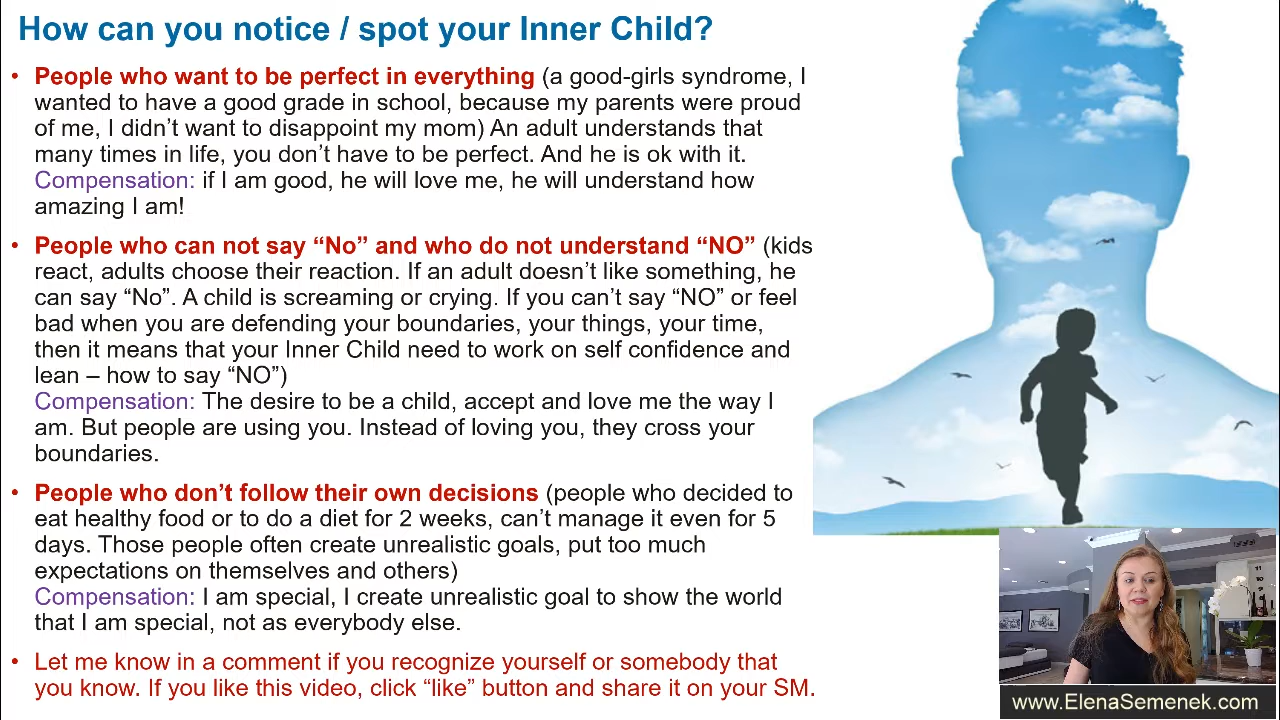 How can you notice / spot your Inner Child?
• People who want to be perfect in everything (a good-girls syndrome, I
wanted to have a good grade in school, because my parents were proud
of me, I didn’t want to disappoint my mom) An adult understands that
many times in life, you don’t have to be perfect. And he is ok with it.
Compensation: if I am good, he will love me, he will understand how
amazing I am!
• People who can not say “No” and who do not understand “NO” (kids
react, adults choose their reaction. If an adult doesn’t like something, he
can say “No”. A child is screaming or crying. If you can’t say “NO” or feel
bad when you are defending your boundaries, your things, your time,
then it means that your Inner Child need to work on self confidence and
lean – how to say “NO”)
Compensation: The desire to be a child, accept and love me the way I
am. But people are using you. Instead of loving you, they cross your
boundaries.
• People who don’t follow their own decisions (people who decided to
eat healthy food or to do a diet for 2 weeks, can’t manage it even for 5
days. Those people often create unrealistic goals, put too much
expectations on themselves and others)
Compensation: I am special, I create unrealistic goal to show the world
that I am special, not as everybody else.
• Let me know in a comment if you recognize yourself or somebody that
you know. If you like this video, click “like” button and share it on your SM.
www.ElenaSemenek.com